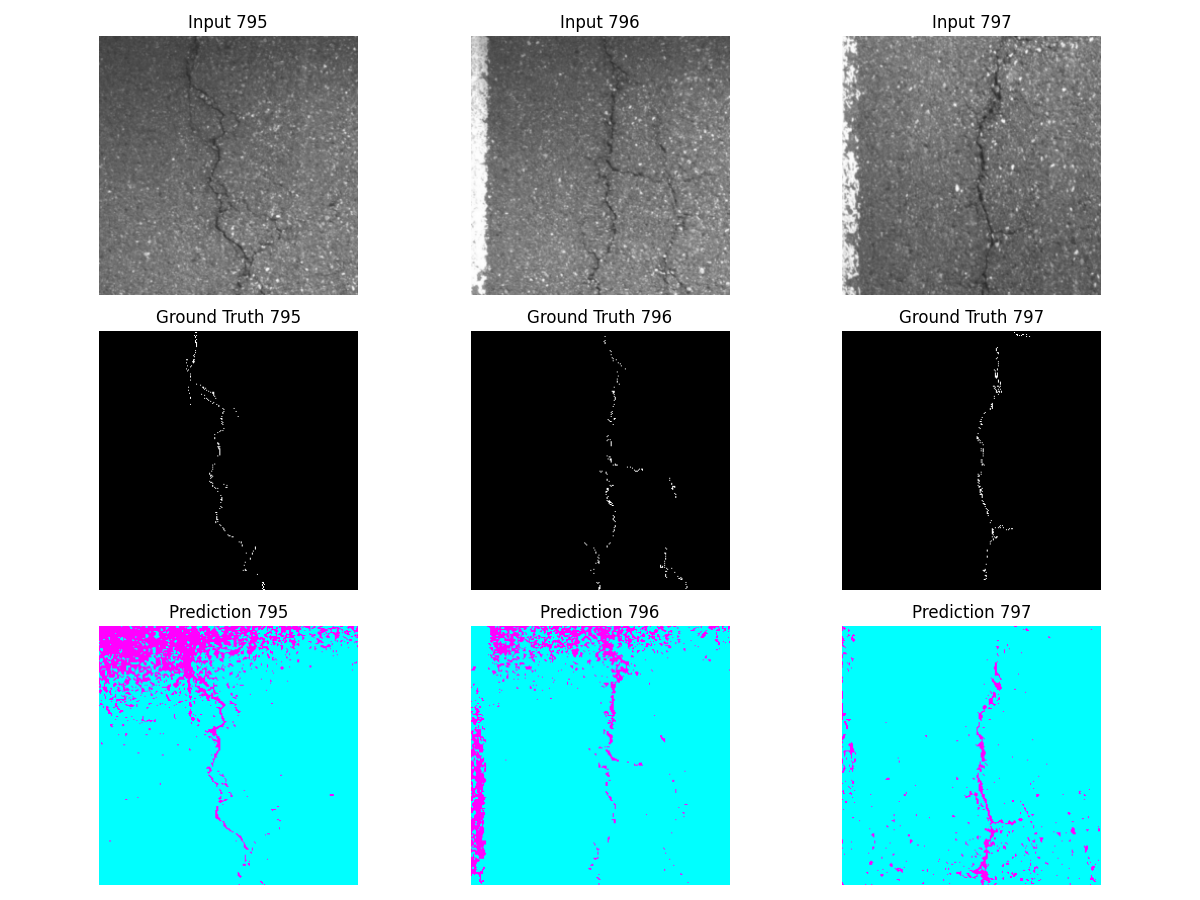 Input 795
Input 796
Input 797
Ground Truth 795
Ground Truth 796
Ground Truth 797
Prediction 795
Prediction 796
Prediction 797